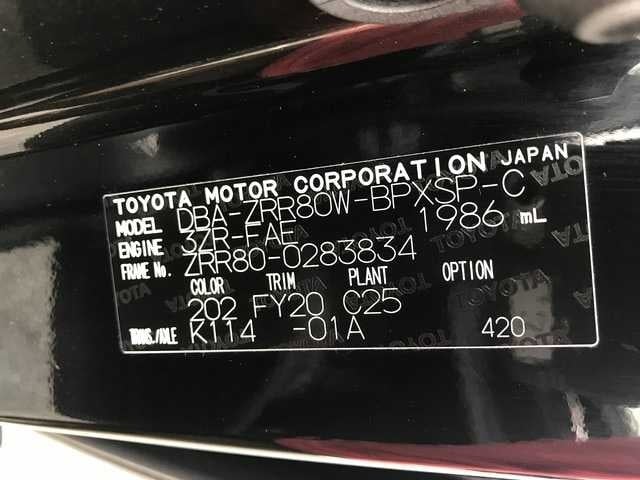 TOYOTA MOTOR CORPORATION JAPAN
MODEL DBA-ZRR80W-BPXSP-C
ENGINE 3ZR-FAE 1986 mL
FRAME No. ZRR80-0283834
COLOR TRIM PLANT OPTION
202 FY20 C25
TRANS./AXLE K114 -01A 420